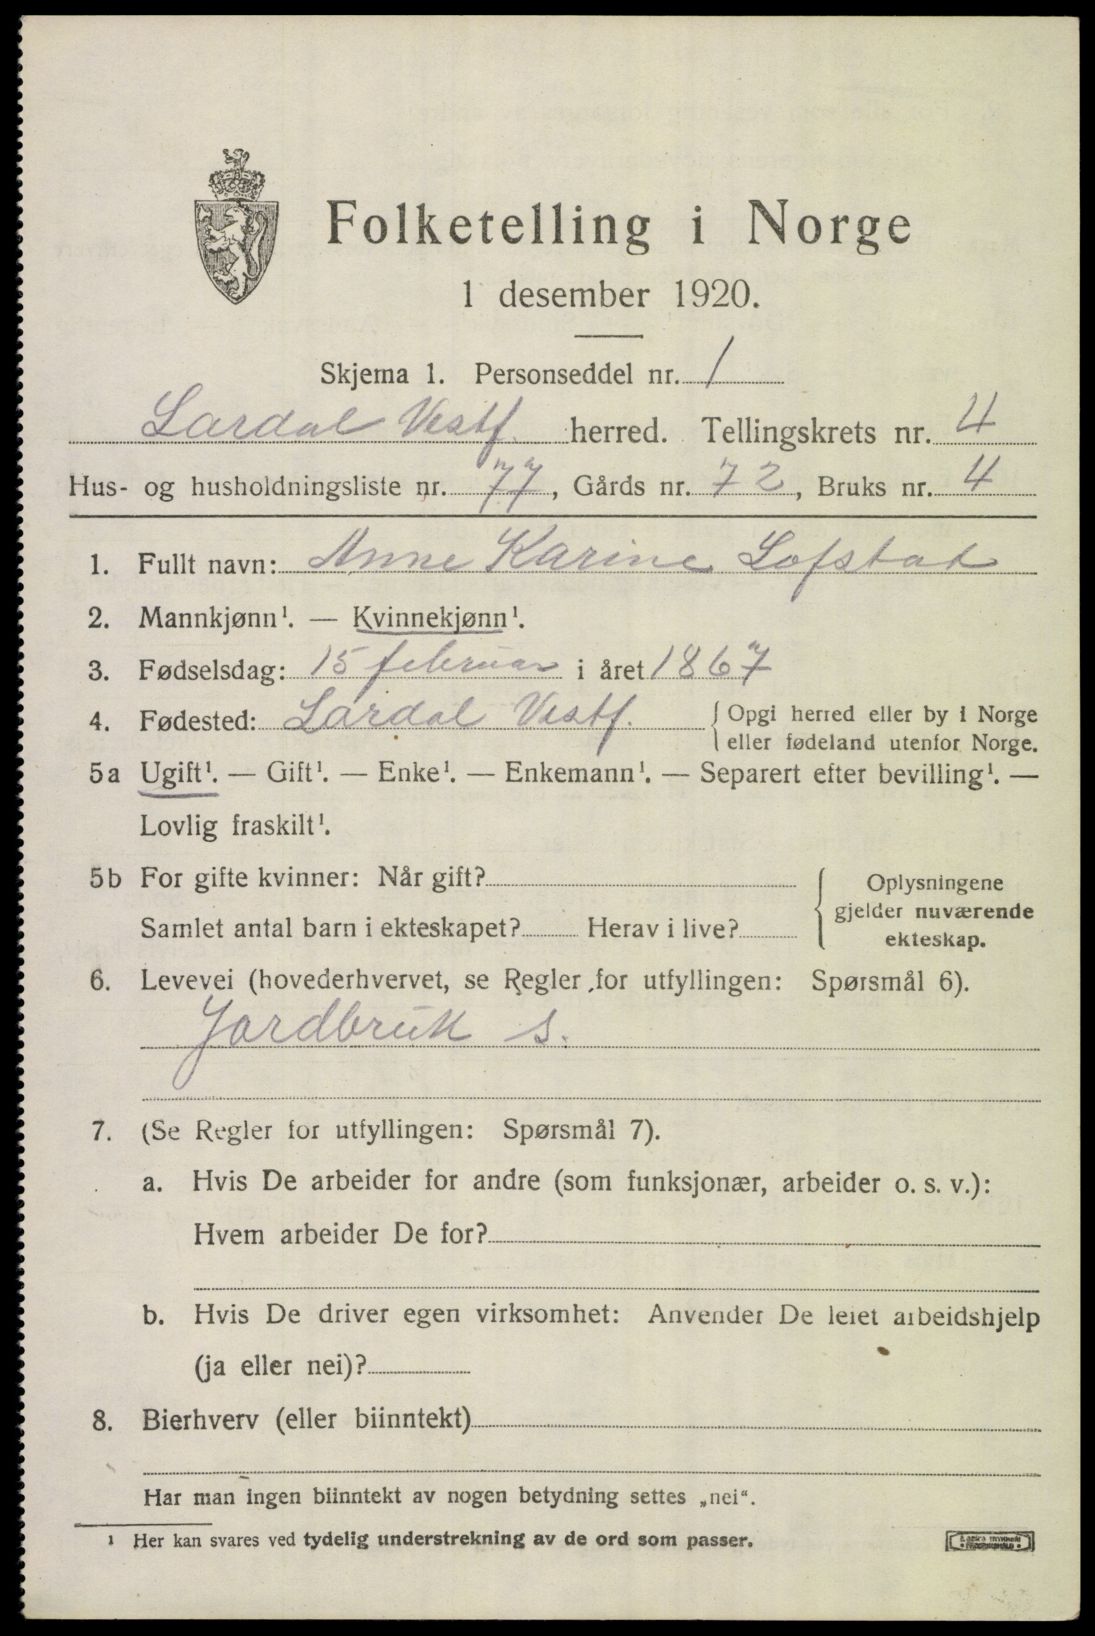 Folketelling i Norge
1 desember 1920.
Skjema 1. Personseddel nr. 1
Lardal Vestf. herred. Tellingskrets nr. 4
Hus- og husholdningsliste nr. 77, Gårds nr. 72, Bruks nr. 4
1. Fullt navn: Anne Karine Lofstad
2. Mannkjønn¹. — Kvinnekjønn¹.
3. Fødselsdag: 15 februar i året 1867
4. Fødested: Lardal Vestf. { Opgi herred eller by i Norge
eller fødeland utenfor Norge.
5a Ugift¹. — Gift¹. — Enke¹. — Enkemann¹. — Separert efter bevilling¹. —
Lovlig fraskilt¹.
5b For gifte kvinner: Når gift?
Samlet antal barn i ekteskapet? Herav i live?
Oplysningene
gjelder nuværende
ekteskap.
6. Levevei (hovederhvervet, se Regler for utfyllingen: Spørsmål 6).
Jordbruk s.
7. (Se Regler for utfyllingen: Spørsmål 7).
a. Hvis De arbeider for andre (som funksjonær, arbeider o. s. v.):
Hvem arbeider De for?
b. Hvis De driver egen virksomhet: Anvender De leiet arbeidshjelp
(ja eller nei)?
8. Bierhverv (eller biinntekt)
Har man ingen biinntekt av nogen betydning settes „nei“.
¹ Her kan svares ved tydelig understrekning av de ord som passer.